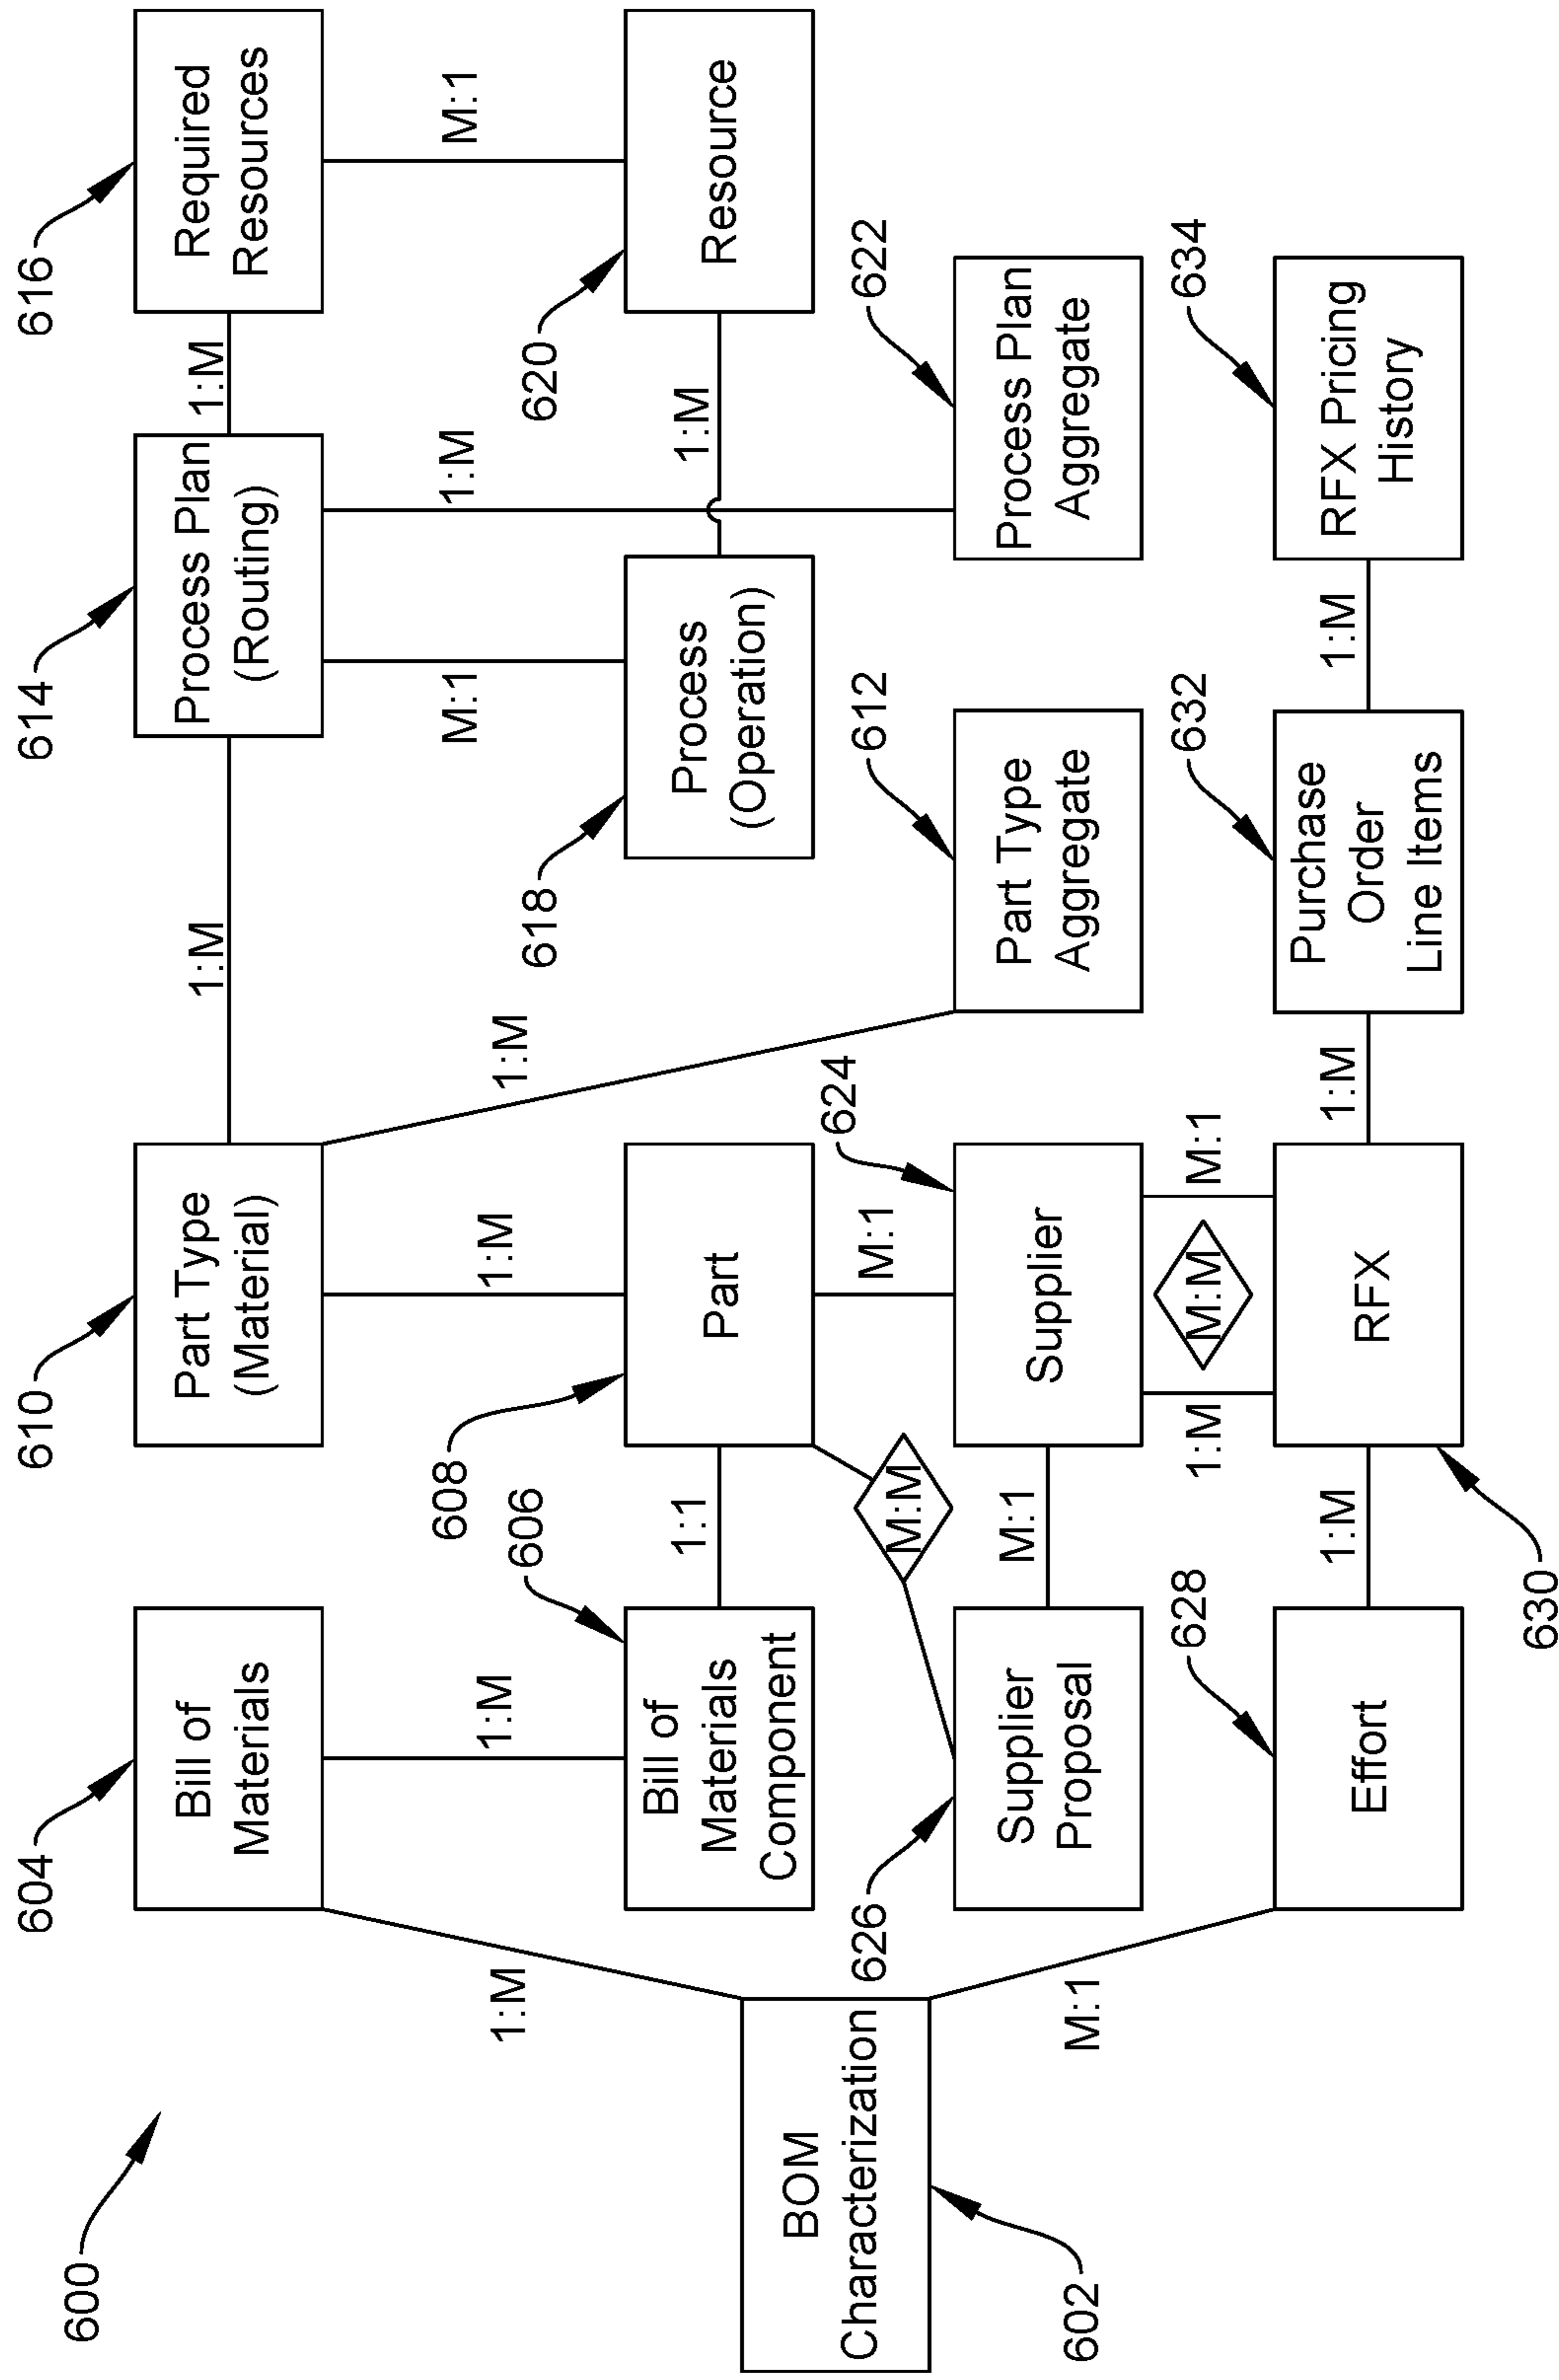 600
604
Bill of
Materials
610
Part Type
(Material)
1:M
614
Process Plan
(Routing)
1:M
616
Required
Resources
1:M
1:M
1:M
M:1
1:M
M:1
1:M
606
Bill of
Materials
Component
1:1
608
Part
618
Process
(Operation)
1:M
620
Resource
BOM
Characterization
602
M:M
M:1
626
Supplier
Proposal
M:1
624
Supplier
612
Part Type
Aggregate
622
Process Plan
Aggregate
M:1
1:M
M:M
M:1
628
Effort
1:M
RFX
630
1:M
632
Purchase
Order
Line Items
1:M
634
RFX Pricing
History